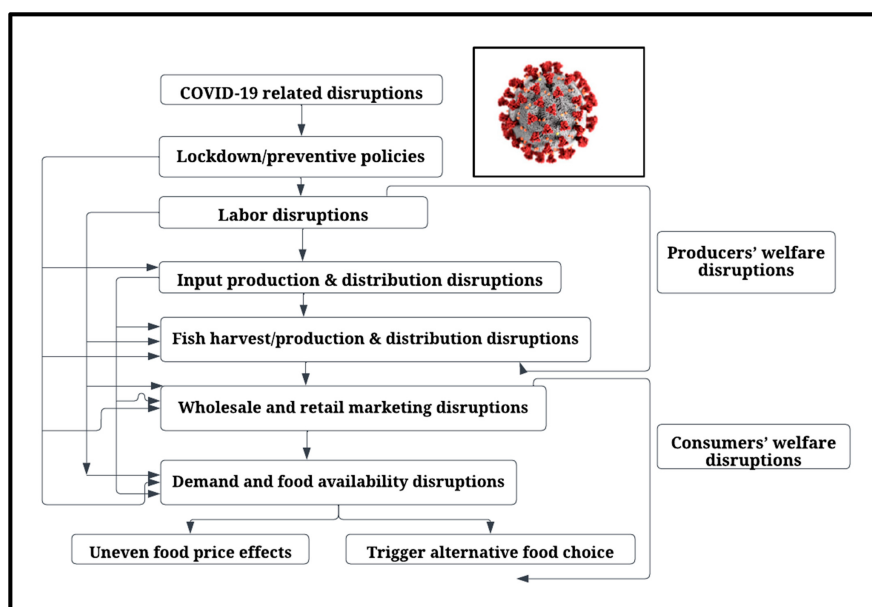 COVID-19 related disruptions
Lockdown/preventive policies
Labor disruptions
Producers’ welfare
disruptions
Input production & distribution disruptions
Fish harvest/production & distribution disruptions
Wholesale and retail marketing disruptions
Consumers’ welfare
disruptions
Demand and food availability disruptions
Uneven food price effects
Trigger alternative food choice